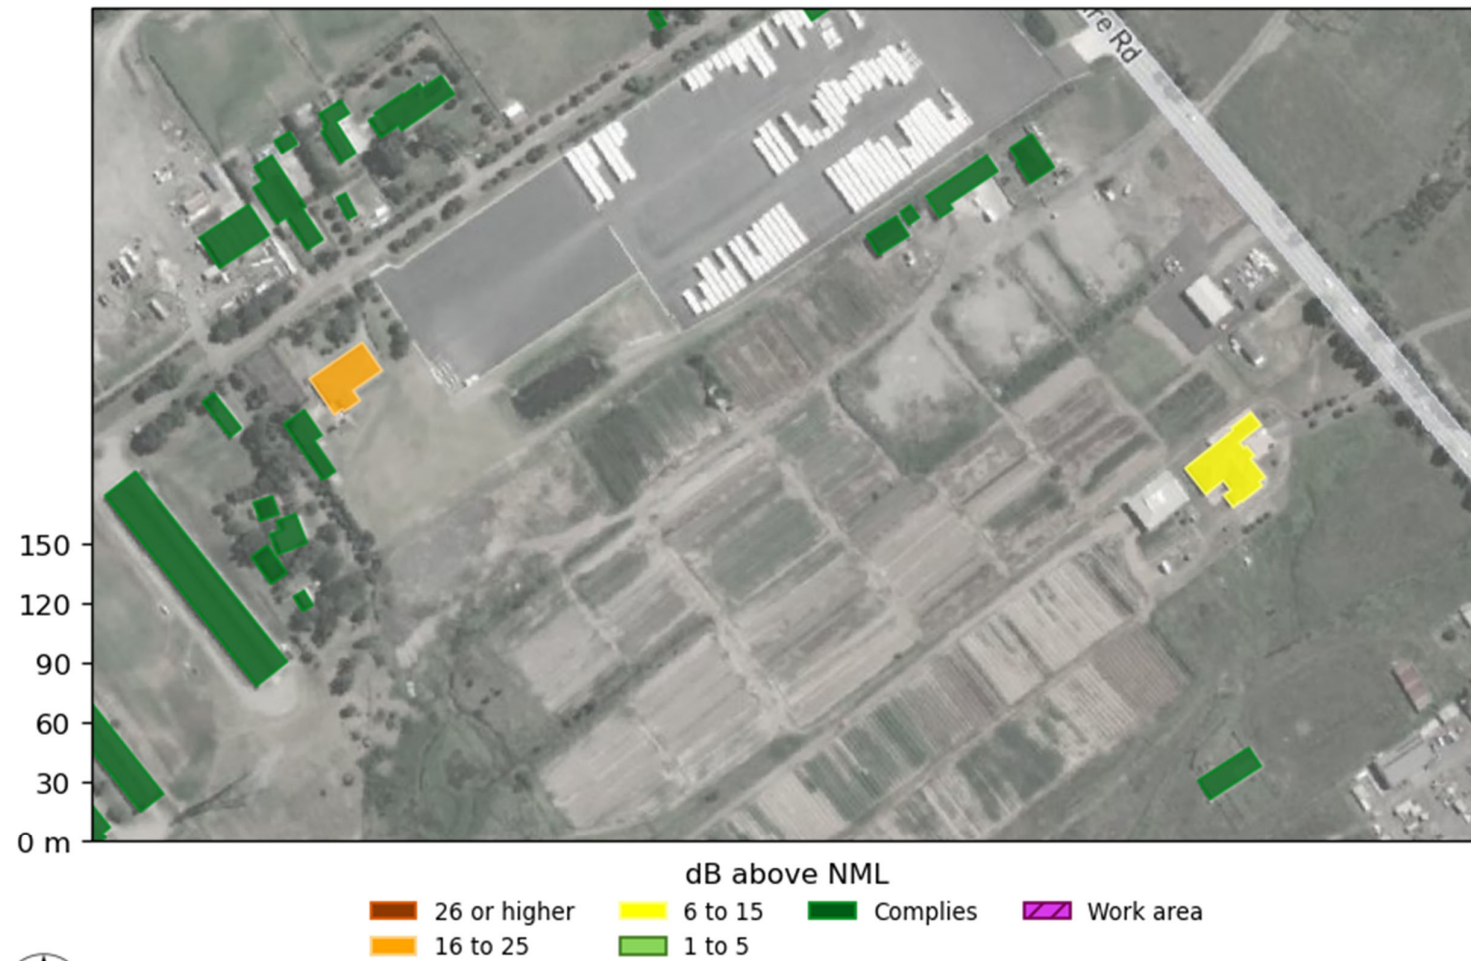 re Rd
150
120
90
60
30
0 m
dB above NML
26 or higher
6 to 15
Complies
Work area
16 to 25
1 to 5